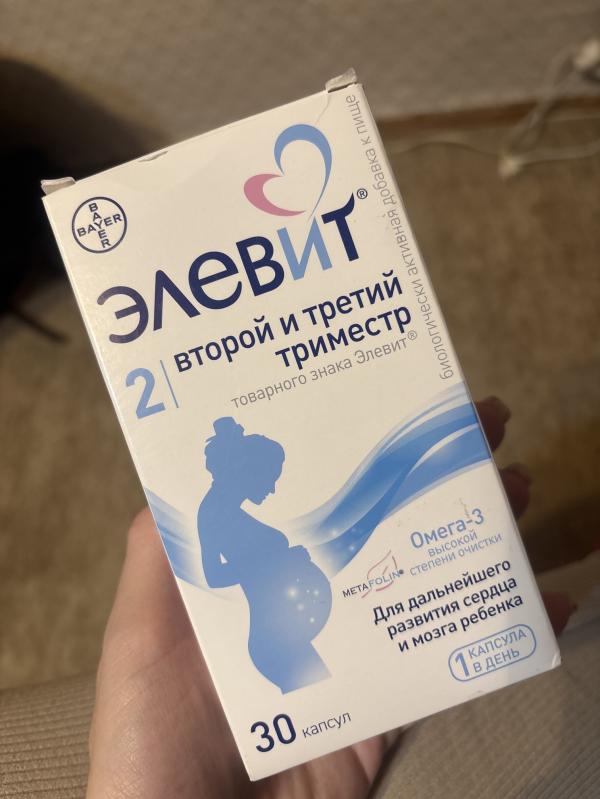 BAYER
BAYER
Элевит®
2
второй и третий
триместр
товарного знака Элевит®
биологически активная добавка к пище
METAFOLIN®
Омега-3
высокой
степени очистки
Для дальнейшего
развития сердца
и мозга ребенка
1 КАПСУЛА
В ДЕНЬ
30 капсул